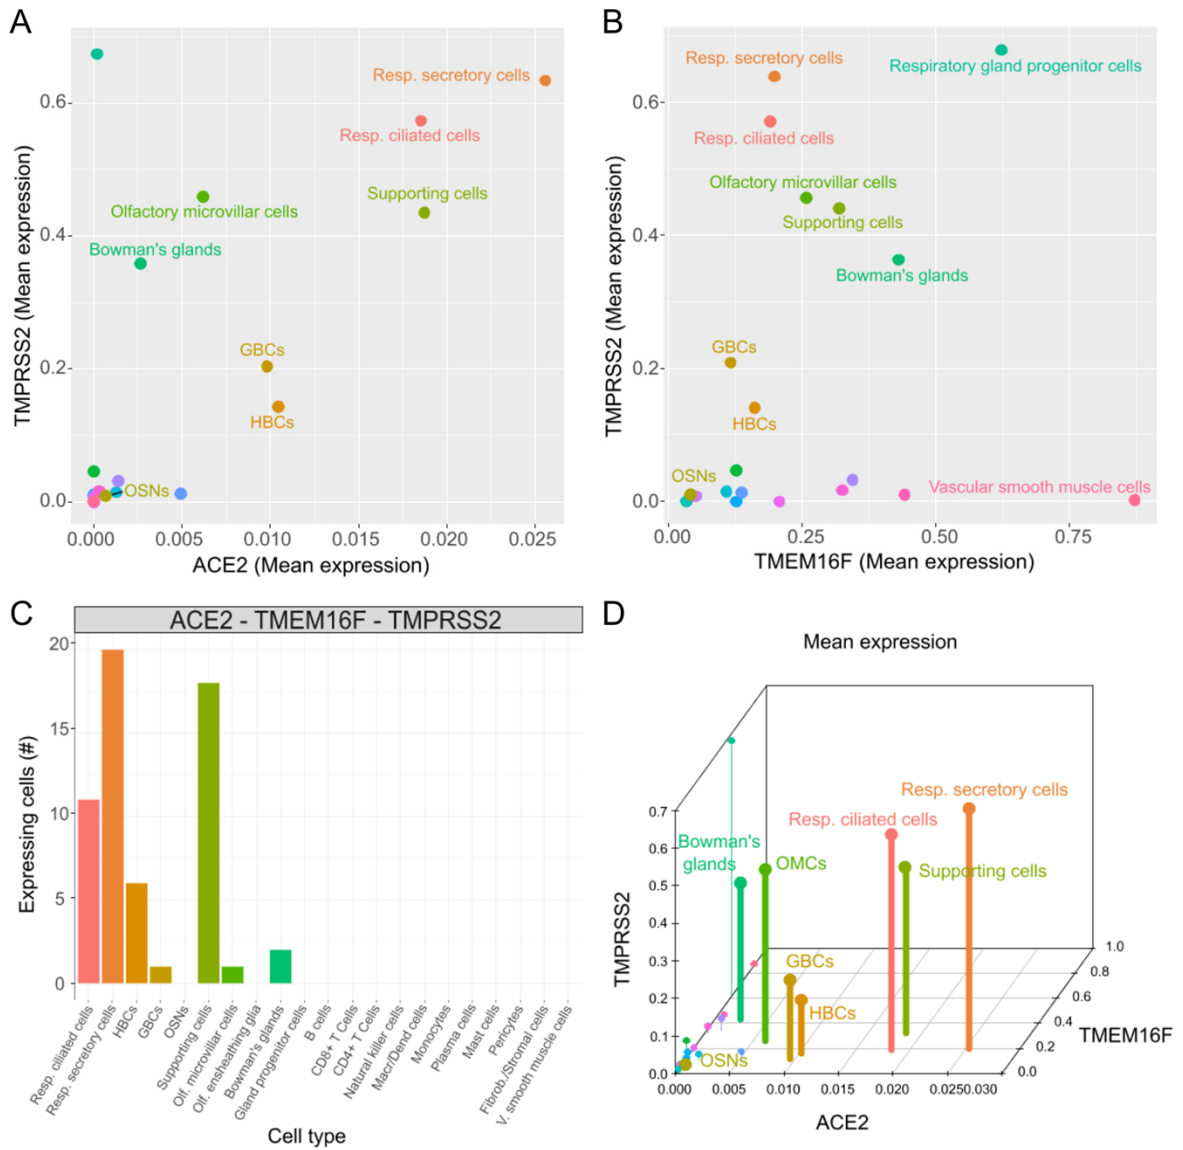 A
Resp. secretory cells
Resp. ciliated cells
Supporting cells
Olfactory microvillar cells
Bowman's glands
GBCs
HBCs
OSNs
TMPRSS2 (Mean expression)
0.6
0.4
0.2
0.0
0.000 0.005 0.010 0.015 0.020 0.025
ACE2 (Mean expression)
B
Resp. secretory cells
Respiratory gland progenitor cells
Resp. ciliated cells
Olfactory microvillar cells
Supporting cells
Bowman's glands
GBCs
HBCs
OSNs
Vascular smooth muscle cells
TMPRSS2 (Mean expression)
0.6
0.4
0.2
0.0
0.00 0.25 0.50 0.75
TMEM16F (Mean expression)
C
ACE2 - TMEM16F - TMPRSS2
Expressing cells (#)
20
15
10
5
0
Resp. ciliated cells
Resp. secretory cells
HBCs
GBCs
OSNs
Supporting cells
Olf. microvillar cells
Olf. ensheathing glia
Bowman's glands
Gland progenitor cells
B cells
CD8+ T Cells
CD4+ T Cells
Natural killer cells
Macr/Dend cells
Monocytes
Plasma cells
Mast cells
Pericytes
Fibrob./Stromal cells
V. smooth muscle cells
Cell type
D
Mean expression
Resp. secretory cells
Resp. ciliated cells
Bowman's
glands
OMCs
Supporting cells
GBCs
HBCs
OSNs
TMPRSS2
0.7
0.6
0.5
0.4
0.3
0.2
0.1
0.0
1.0
0.8
0.6
0.4
0.2
0.0
TMEM16F
0.000 0.005 0.010 0.015 0.020 0.025 0.030
ACE2